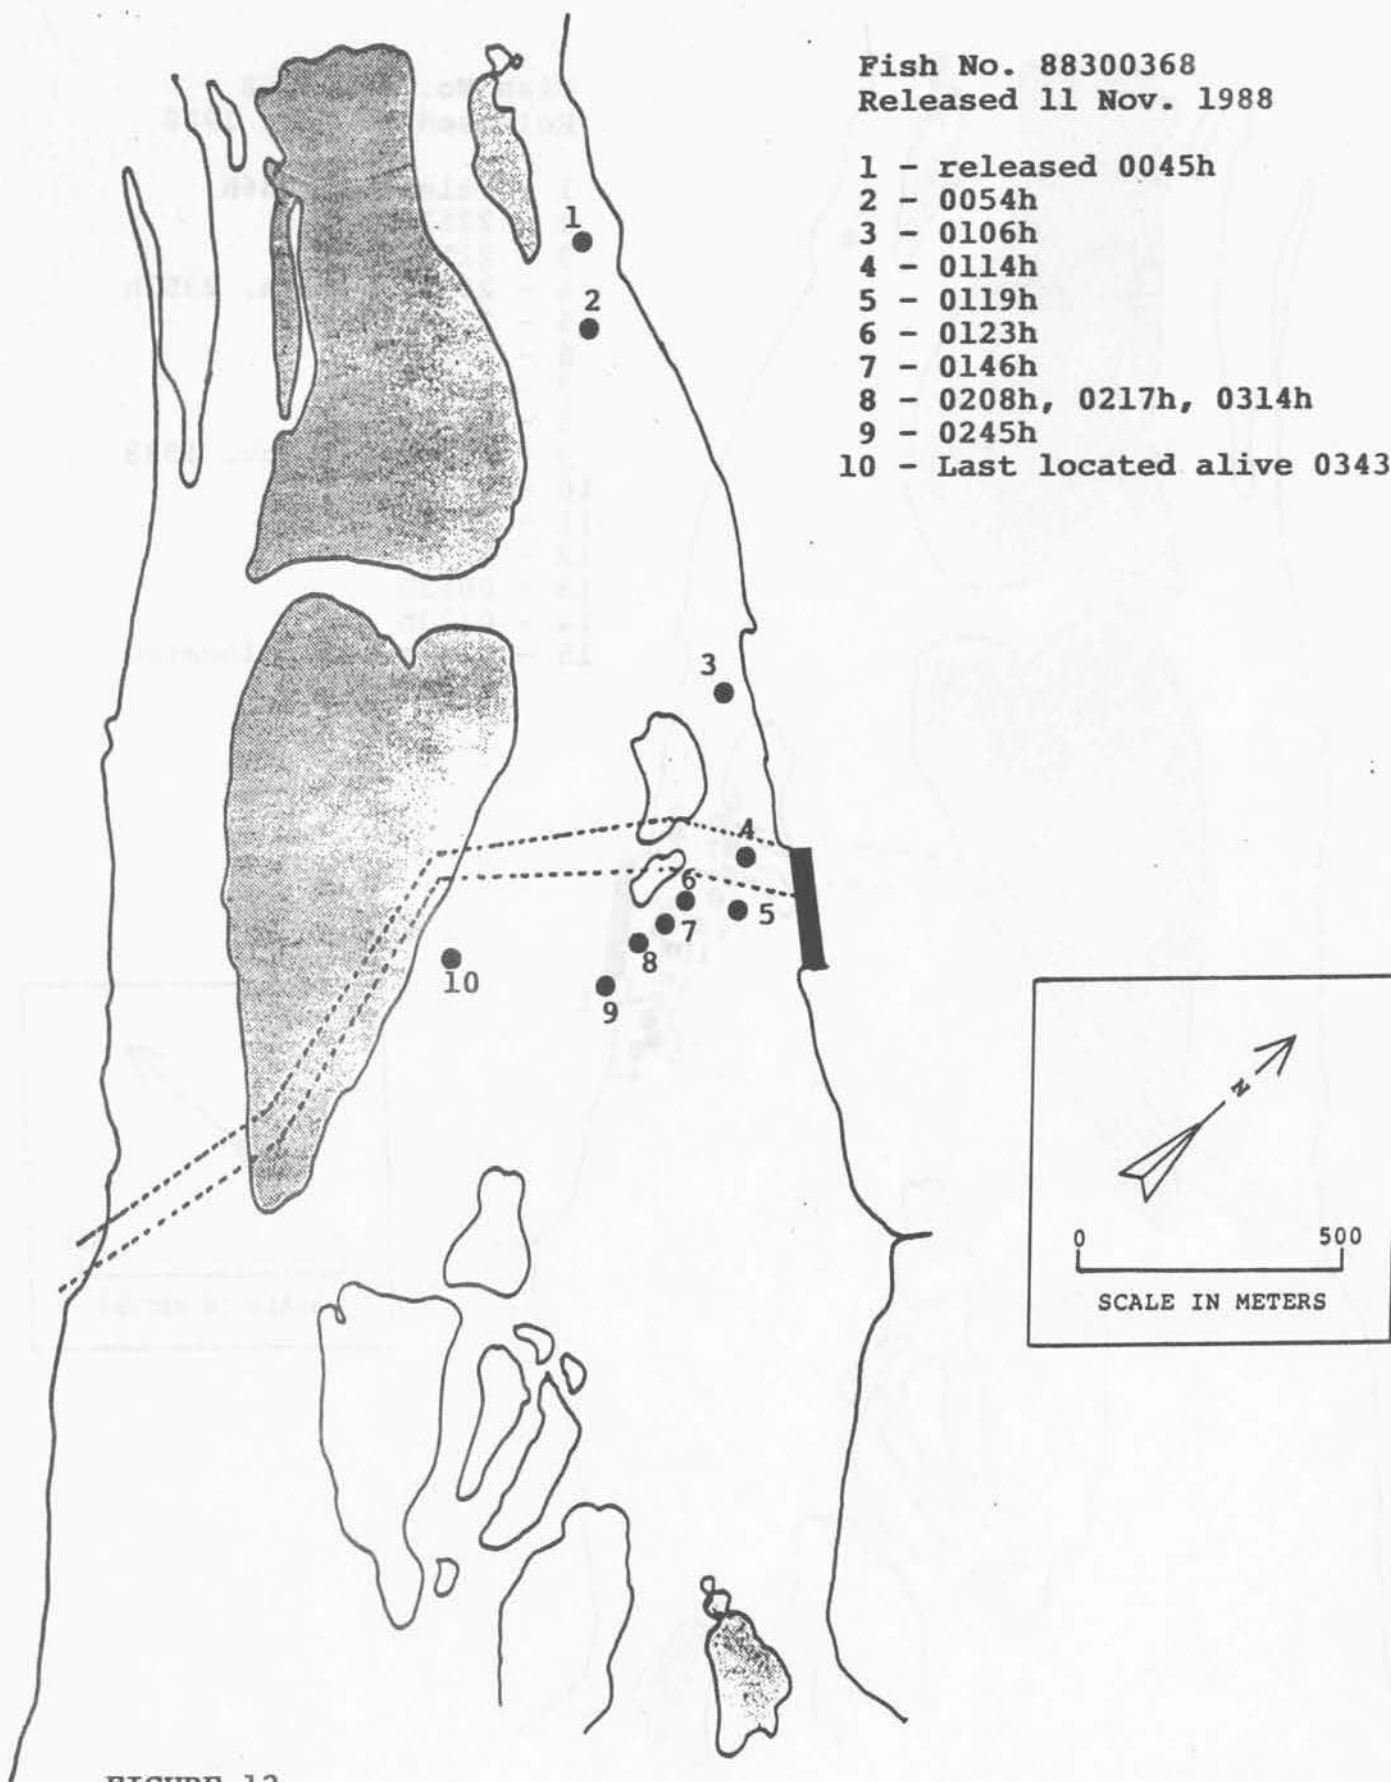 Fish No. 88300368
Released 11 Nov. 1988
1 - released 0045h
2 - 0054h
3 - 0106h
4 - 0114h
5 - 0119h
6 - 0123h
7 - 0146h
8 - 0208h, 0217h, 0314h
9 - 0245h
10 - Last located alive 0343
1
2
3
4
6
5
7
8
10
9
N
0 500
SCALE IN METERS
FIGURE 12